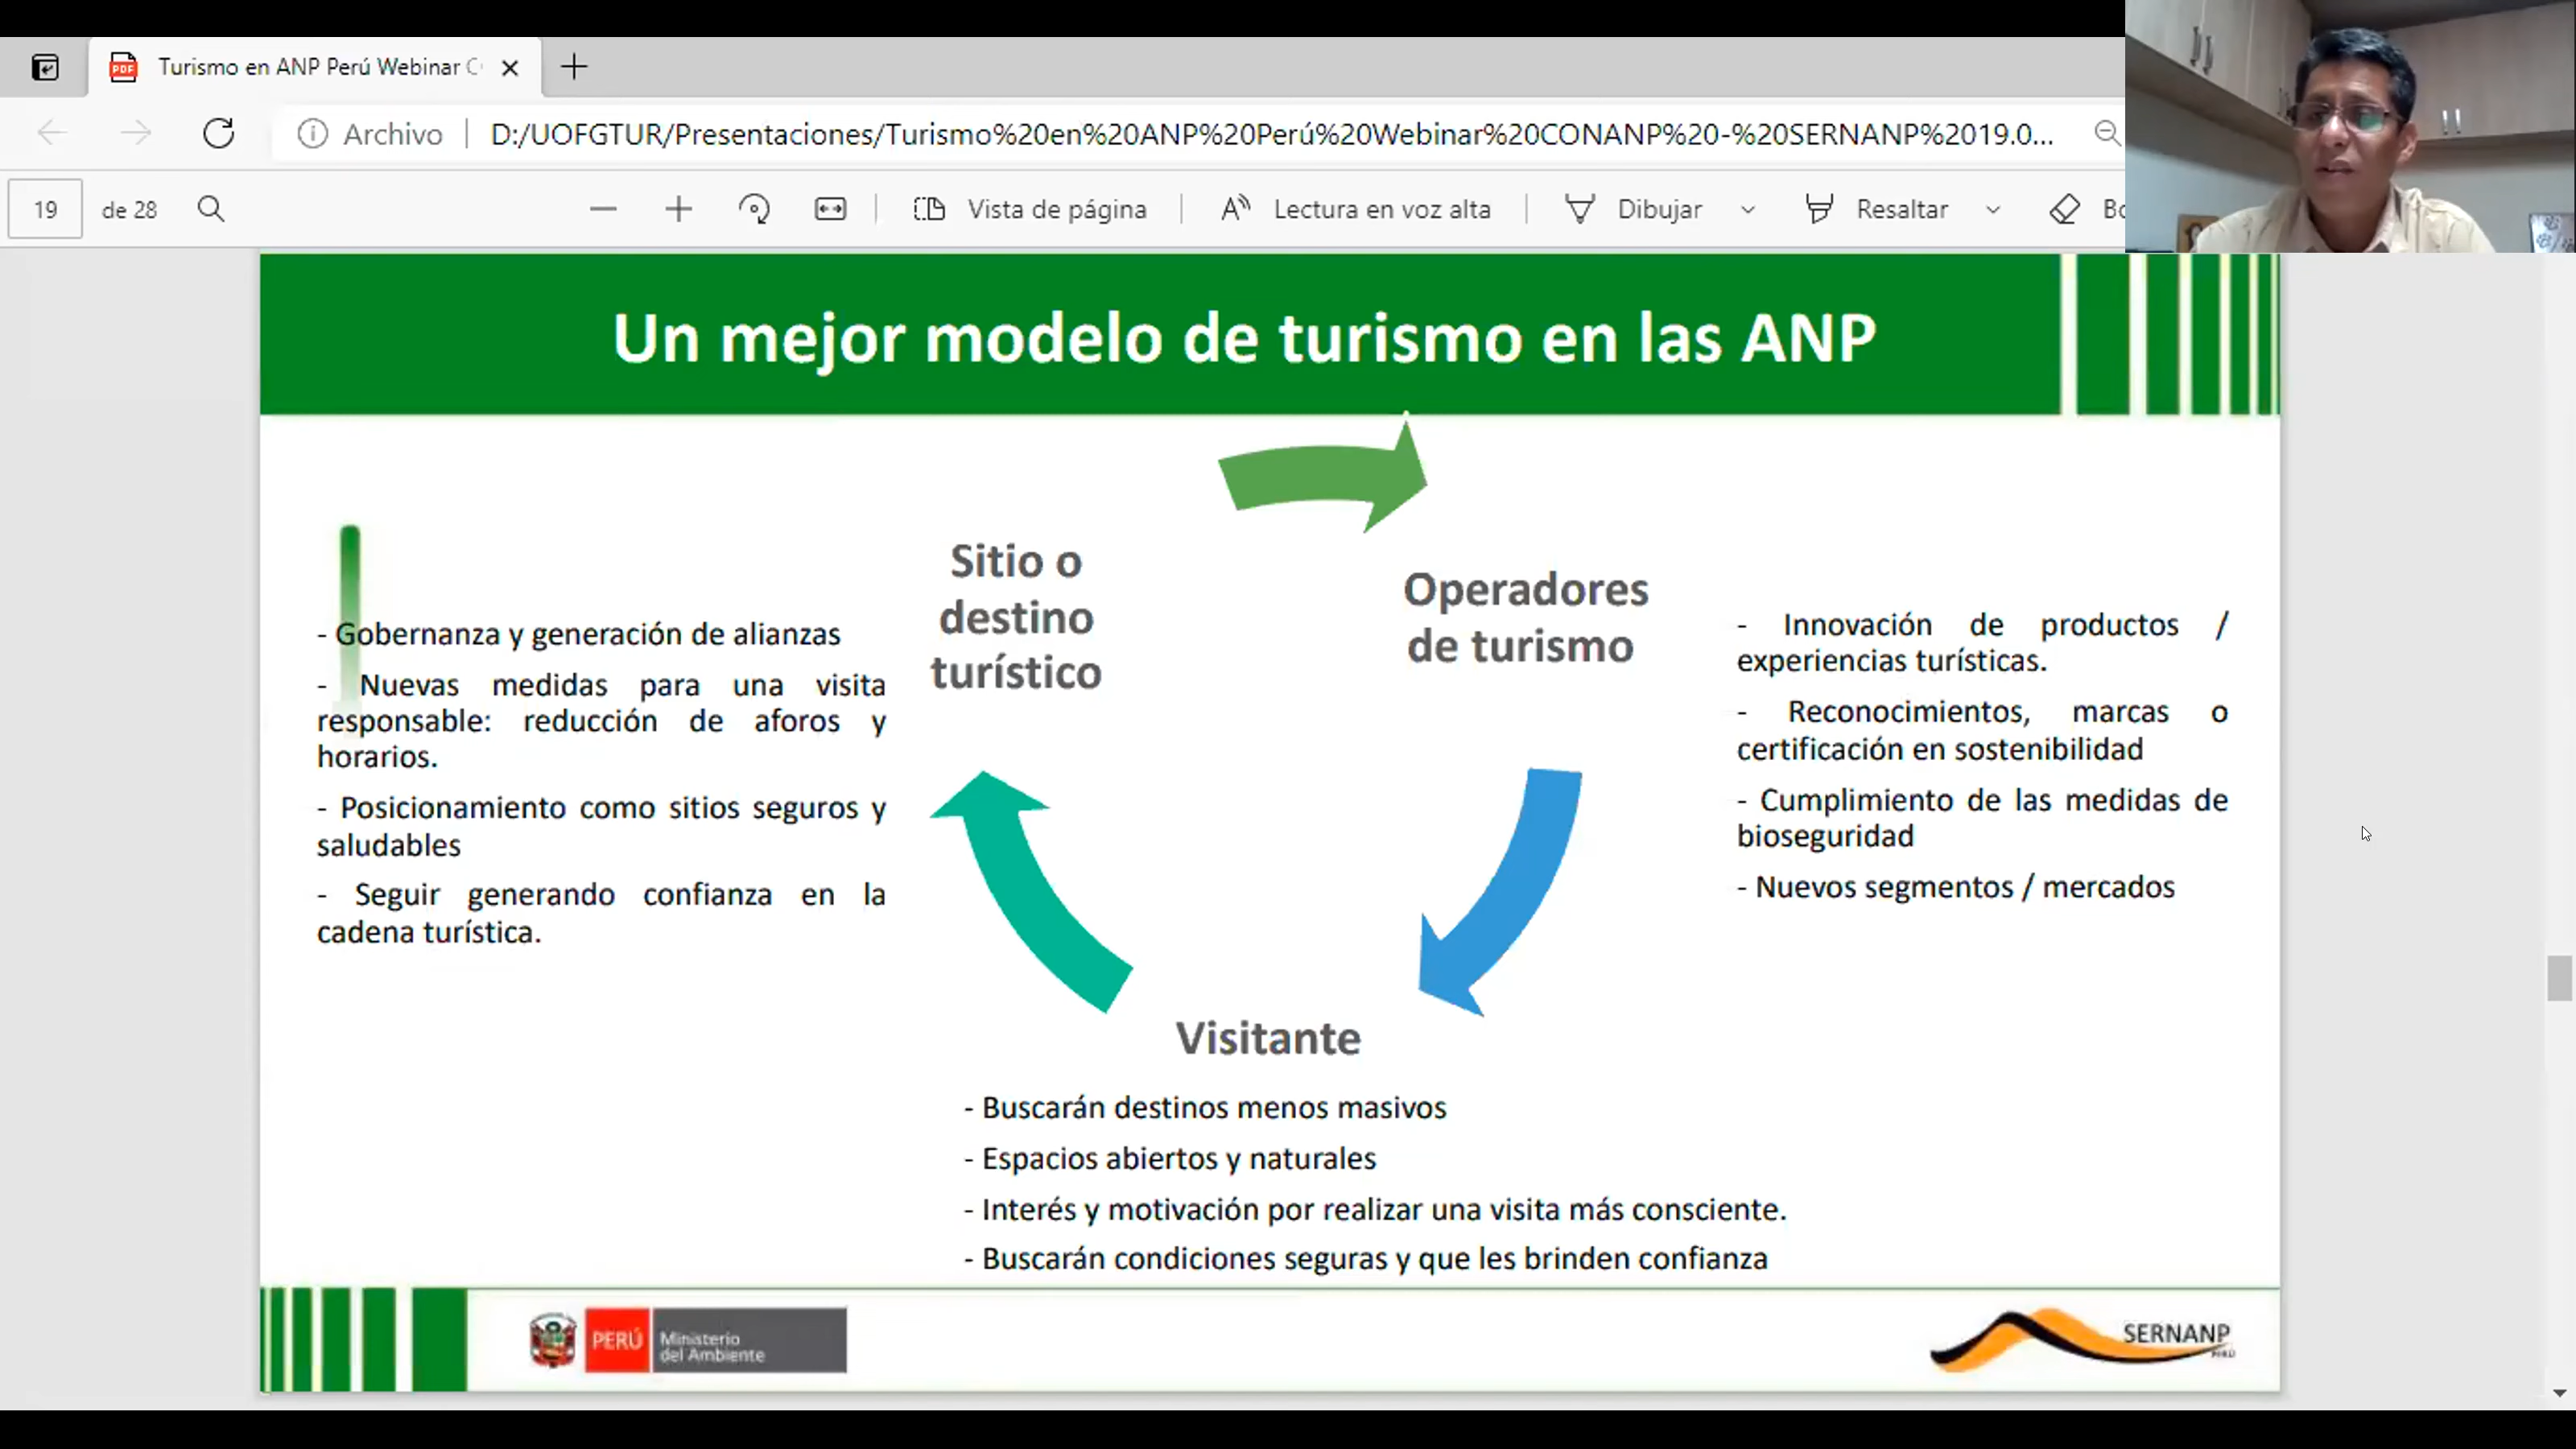 Turismo en ANP Perú Webinar
Archivo
D:/UOFGTUR/Presentaciones/Turismo%20en%20ANP%20Perú%20Webinar%20CONANP%20-%20SERNANP%2019.0...
19 de 28
Vista de página
Lectura en voz alta
Dibujar
Resaltar
Un mejor modelo de turismo en las ANP
Sitio o
destino
turístico
- Gobernanza y generación de alianzas
- Nuevas medidas para una visita
responsable: reducción de aforos y
horarios.
- Posicionamiento como sitios seguros y
saludables
- Seguir generando confianza en la
cadena turística.
Operadores
de turismo
- Innovación de productos /
experiencias turísticas.
- Reconocimientos, marcas o
certificación en sostenibilidad
- Cumplimiento de las medidas de
bioseguridad
- Nuevos segmentos / mercados
Visitante
- Buscarán destinos menos masivos
- Espacios abiertos y naturales
- Interés y motivación por realizar una visita más consciente.
- Buscarán condiciones seguras y que les brinden confianza
PERÚ
Ministerio
del Ambiente
SERNANP
PERÚ